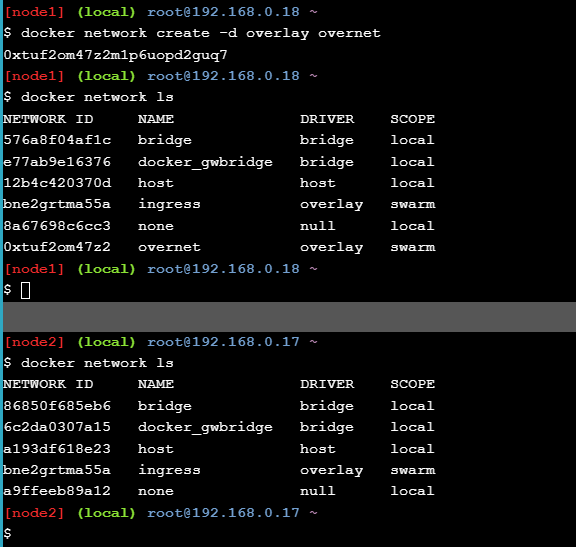 [node1] (local) root@192.168.0.18 ~
$ docker network create -d overlay overnet
0xtuf2om47z2m1p6uopd2guq7
[node1] (local) root@192.168.0.18 ~
$ docker network ls
NETWORK ID     NAME              DRIVER    SCOPE
576a8f04af1c   bridge            bridge    local
e77ab9e16376   docker_gwbridge   bridge    local
12b4c420370d   host              host      local
bne2grtma55a   ingress           overlay   swarm
8a67698c6cc3   none              null      local
0xtuf2om47z2   overnet           overlay   swarm
[node1] (local) root@192.168.0.18 ~
$
[node2] (local) root@192.168.0.17 ~
$ docker network ls
NETWORK ID     NAME              DRIVER    SCOPE
86850f685eb6   bridge            bridge    local
6c2da0307a15   docker_gwbridge   bridge    local
a193df618e23   host              host      local
bne2grtma55a   ingress           overlay   swarm
a9ffeeb89a12   none              null      local
[node2] (local) root@192.168.0.17 ~
$